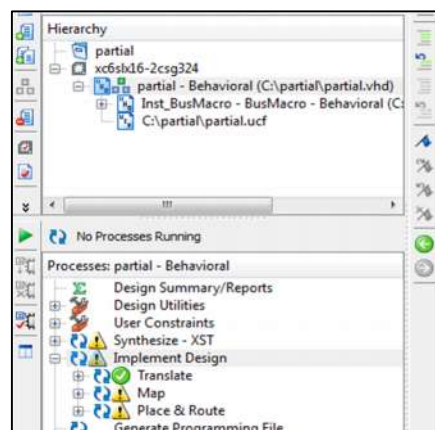 Hierarchy
partial
xc6slx16-2csg324
partial - Behavioral (C:\partial\partial.vhd)
Inst_BusMacro - BusMacro - Behavioral (C:
C:\partial\partial.ucf
No Processes Running
Processes: partial - Behavioral
Design Summary/Reports
Design Utilities
User Constraints
Synthesize - XST
Implement Design
Translate
Map
Place & Route
Generate Programming File